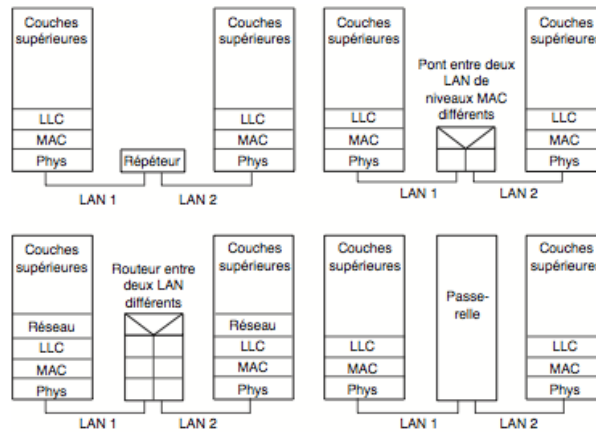 Couches
supérieures
LLC
MAC
Phys
Répéteur
Couches
supérieures
LLC
MAC
Phys
LAN 1
LAN 2
Couches
supérieures
LLC
MAC
Phys
Pont entre deux
LAN de
niveaux MAC
différents
Couches
supérieures
LLC
MAC
Phys
LAN 1
LAN 2
Couches
supérieures
Réseau
LLC
MAC
Phys
Routeur entre
deux LAN
différents
Couches
supérieures
Réseau
LLC
MAC
Phys
LAN 1
LAN 2
Couches
supérieures
LLC
MAC
Phys
Passe-
relle
Couches
supérieures
LLC
MAC
Phys
LAN 1
LAN 2